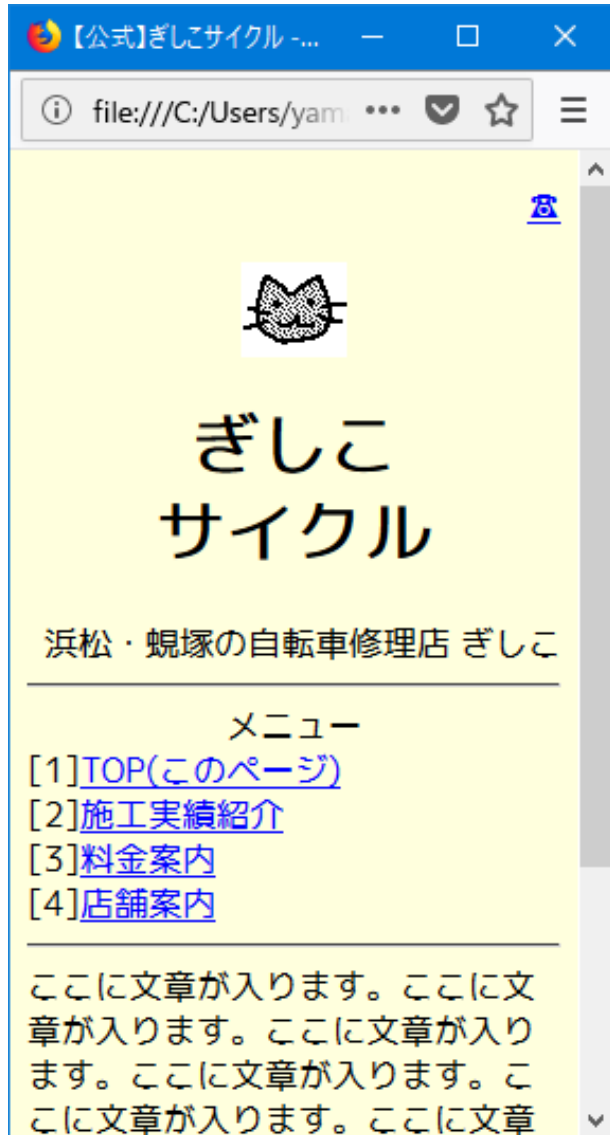 【公式】ぎしこサイクル -...
file:///C:/Users/yam
☎
ぎしこ
サイクル
浜松・蜆塚の自転車修理店 ぎしこ
メニュー
[1]TOP(このページ)
[2]施工実績紹介
[3]料金案内
[4]店舗案内
ここに文章が入ります。ここに文
章が入ります。ここに文章が入り
ます。ここに文章が入ります。こ
こに文章が入ります。ここに文章